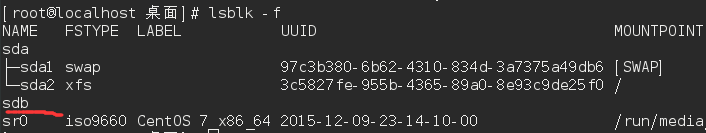 [root@localhost 桌面]# lsblk -f
NAME FSTYPE LABEL UUID MOUNTPOINT
sda
├─sda1 swap 97c3b380-6b62-4310-834d-3a7375a49db6 [SWAP]
└─sda2 xfs 3c5827fe-955b-4365-89a0-8e93c9de25f0 /
sdb
sr0 iso9660 CentOS 7 x86_64 2015-12-09-23-14-10-00 /run/media